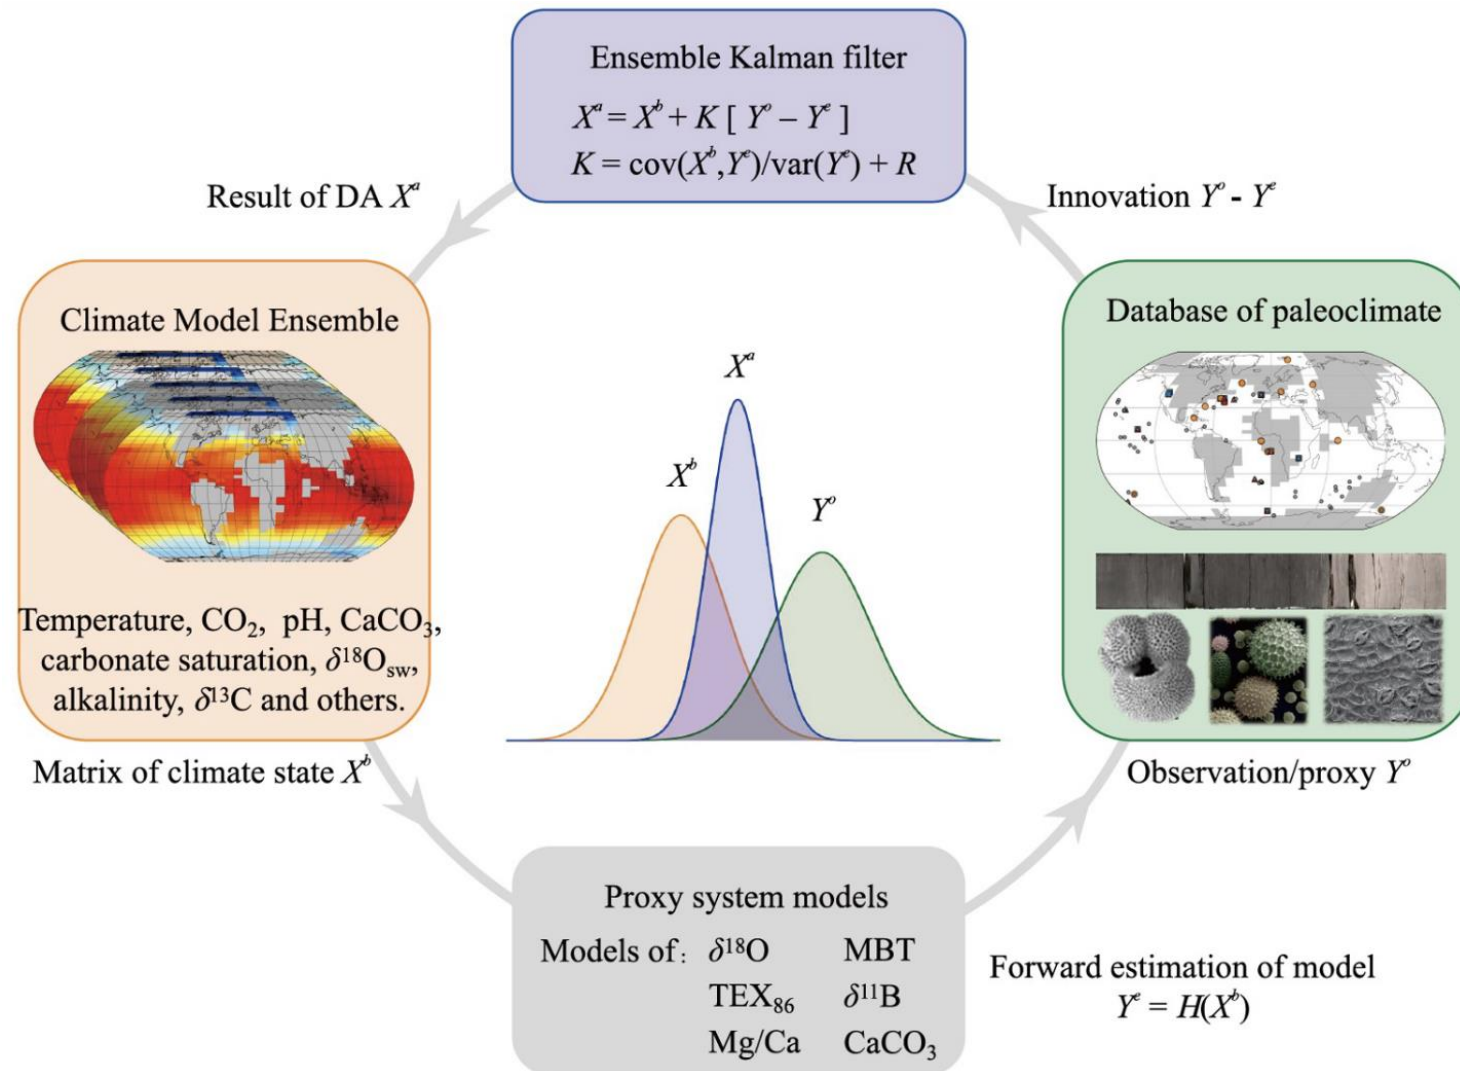 Ensemble Kalman filter
Xᵃ = Xᵇ + K [ Yᵒ – Yᵉ ]
K = cov(Xᵇ,Yᵉ)/var(Yᵉ) + R
Result of DA Xᵃ
Innovation Yᵒ - Yᵉ
Climate Model Ensemble
Temperature, CO₂, pH, CaCO₃,
carbonate saturation, δ¹⁸O_sw,
alkalinity, δ¹³C and others.
Matrix of climate state Xᵇ
Xᵃ
Xᵇ
Yᵒ
Database of paleoclimate
Observation/proxy Yᵒ
Proxy system models
Models of: δ¹⁸O MBT
TEX₈₆ δ¹¹B
Mg/Ca CaCO₃
Forward estimation of model
Yᵉ = H(Xᵇ)